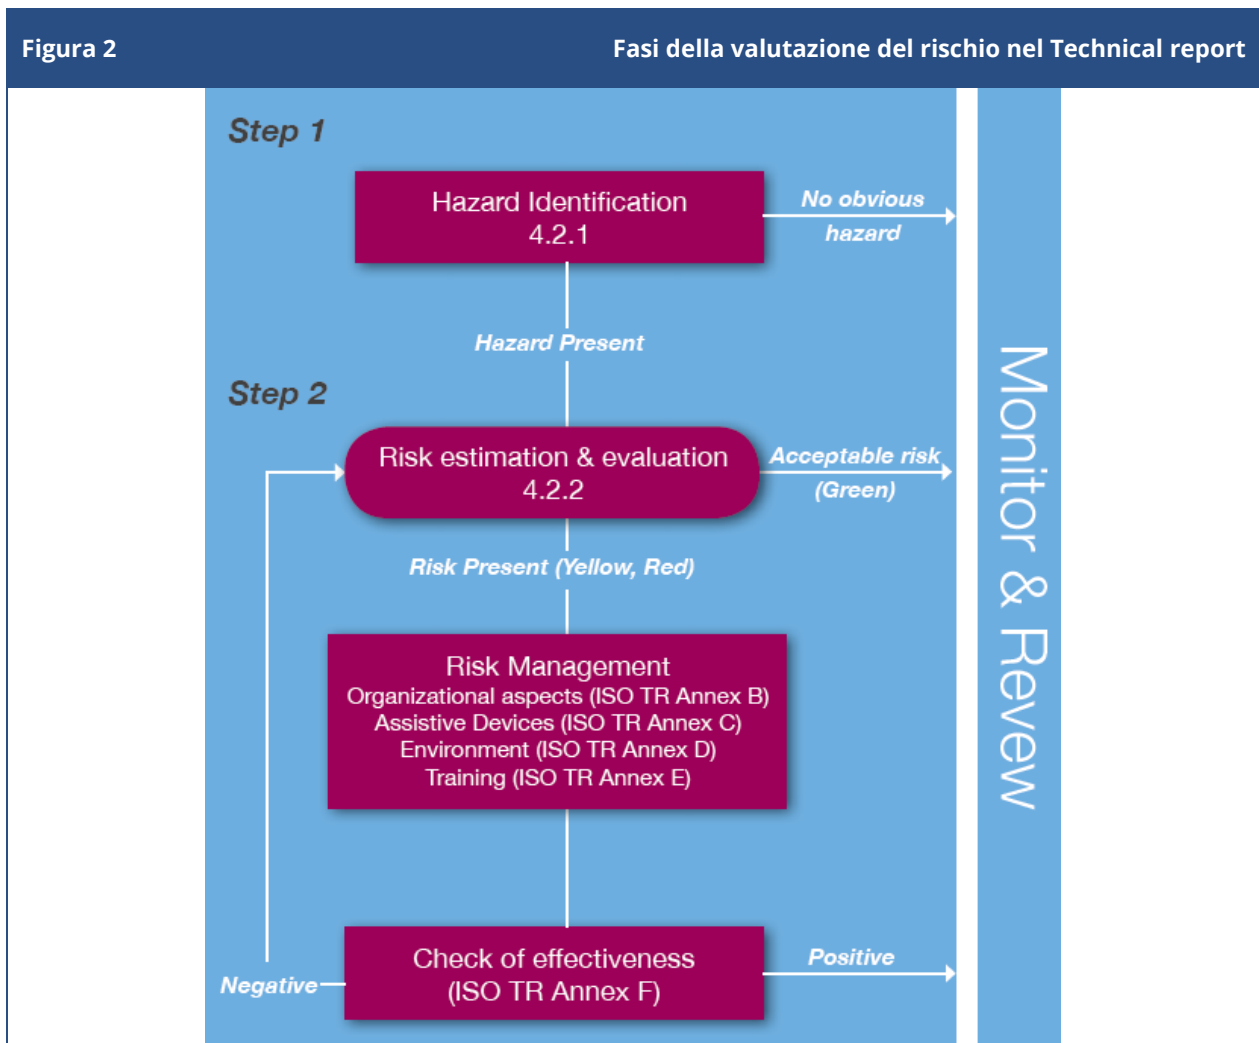 Figura 2
Fasi della valutazione del rischio nel Technical report
Step 1
Hazard Identification
4.2.1
No obvious
hazard
Hazard Present
Step 2
Risk estimation & evaluation
4.2.2
Acceptable risk
(Green)
Risk Present (Yellow, Red)
Risk Management
Organizational aspects (ISO TR Annex B)
Assistive Devices (ISO TR Annex C)
Environment (ISO TR Annex D)
Training (ISO TR Annex E)
Check of effectiveness
(ISO TR Annex F)
Positive
Negative
Monitor & Revew